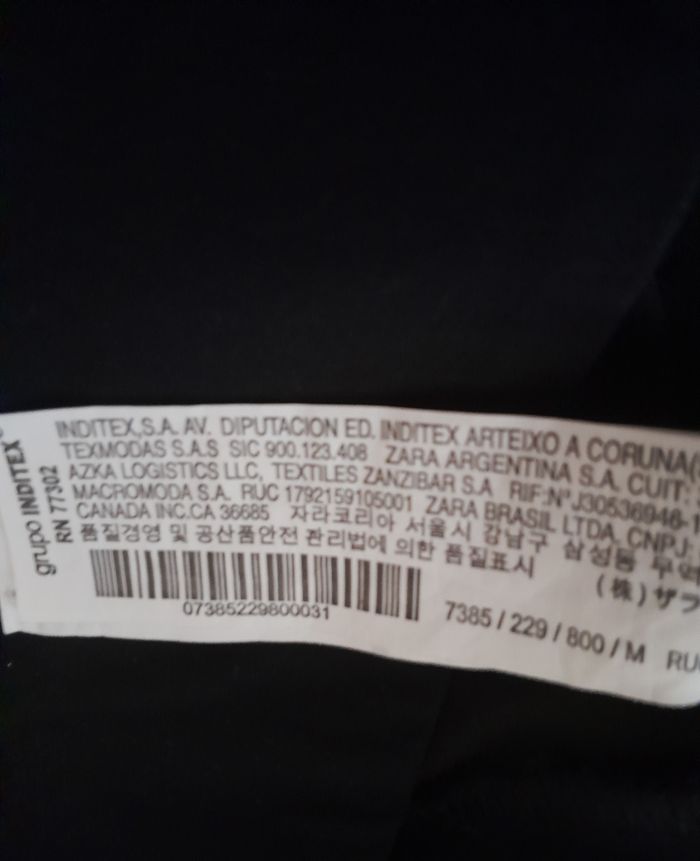 grupo INDITEX
RN 77302
INDITEX,S.A. AV. DIPUTACION ED. INDITEX ARTEIXO A CORUNA
TEXMODAS S.A.S SIC 900.123.408 ZARA ARGENTINA S.A. CUIT:
AZKA LOGISTICS LLC, TEXTILES ZANZIBAR S.A RIF:Nº J30536946-
MACROMODA S.A. RUC 1792159105001 ZARA BRASIL LTDA. CNPJ:
CANADA INC.CA 36685 자라코리아 서울시 강남구 삼성동 무역
품질경영 및 공산품안전 관리법에 의한 품질표시
(株)ザラ
07385229800031
7385 / 229 / 800 / M RU